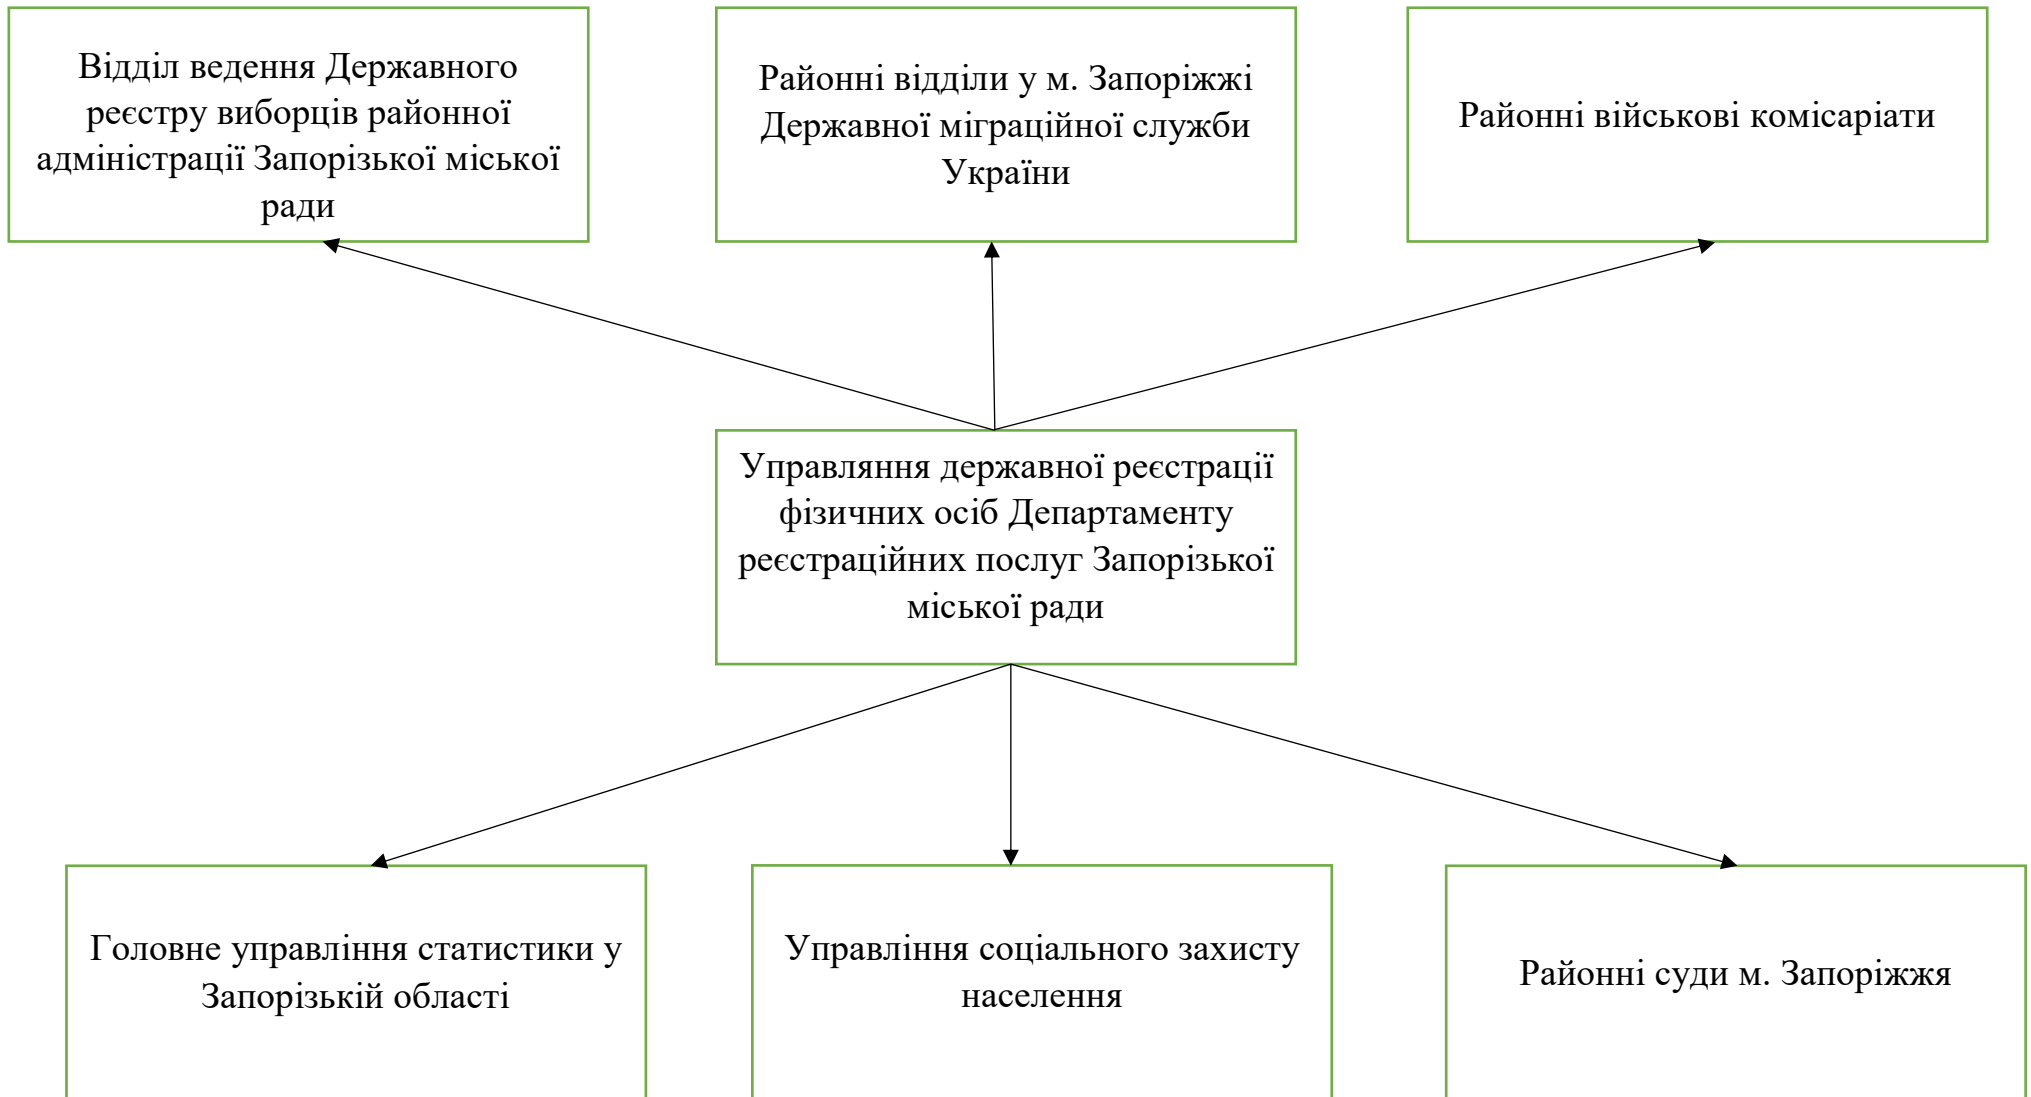 Відділ ведення Державного
реєстру виборців районної
адміністрації Запорізької міської
ради
Районні відділи у м. Запоріжжі
Державної міграційної служби
України
Районні військові комісаріати
Управляння державної реєстрації
фізичних осіб Департаменту
реєстраційних послуг Запорізької
міської ради
Головне управління статистики у
Запорізькій області
Управління соціального захисту
населення
Районні суди м. Запоріжжя